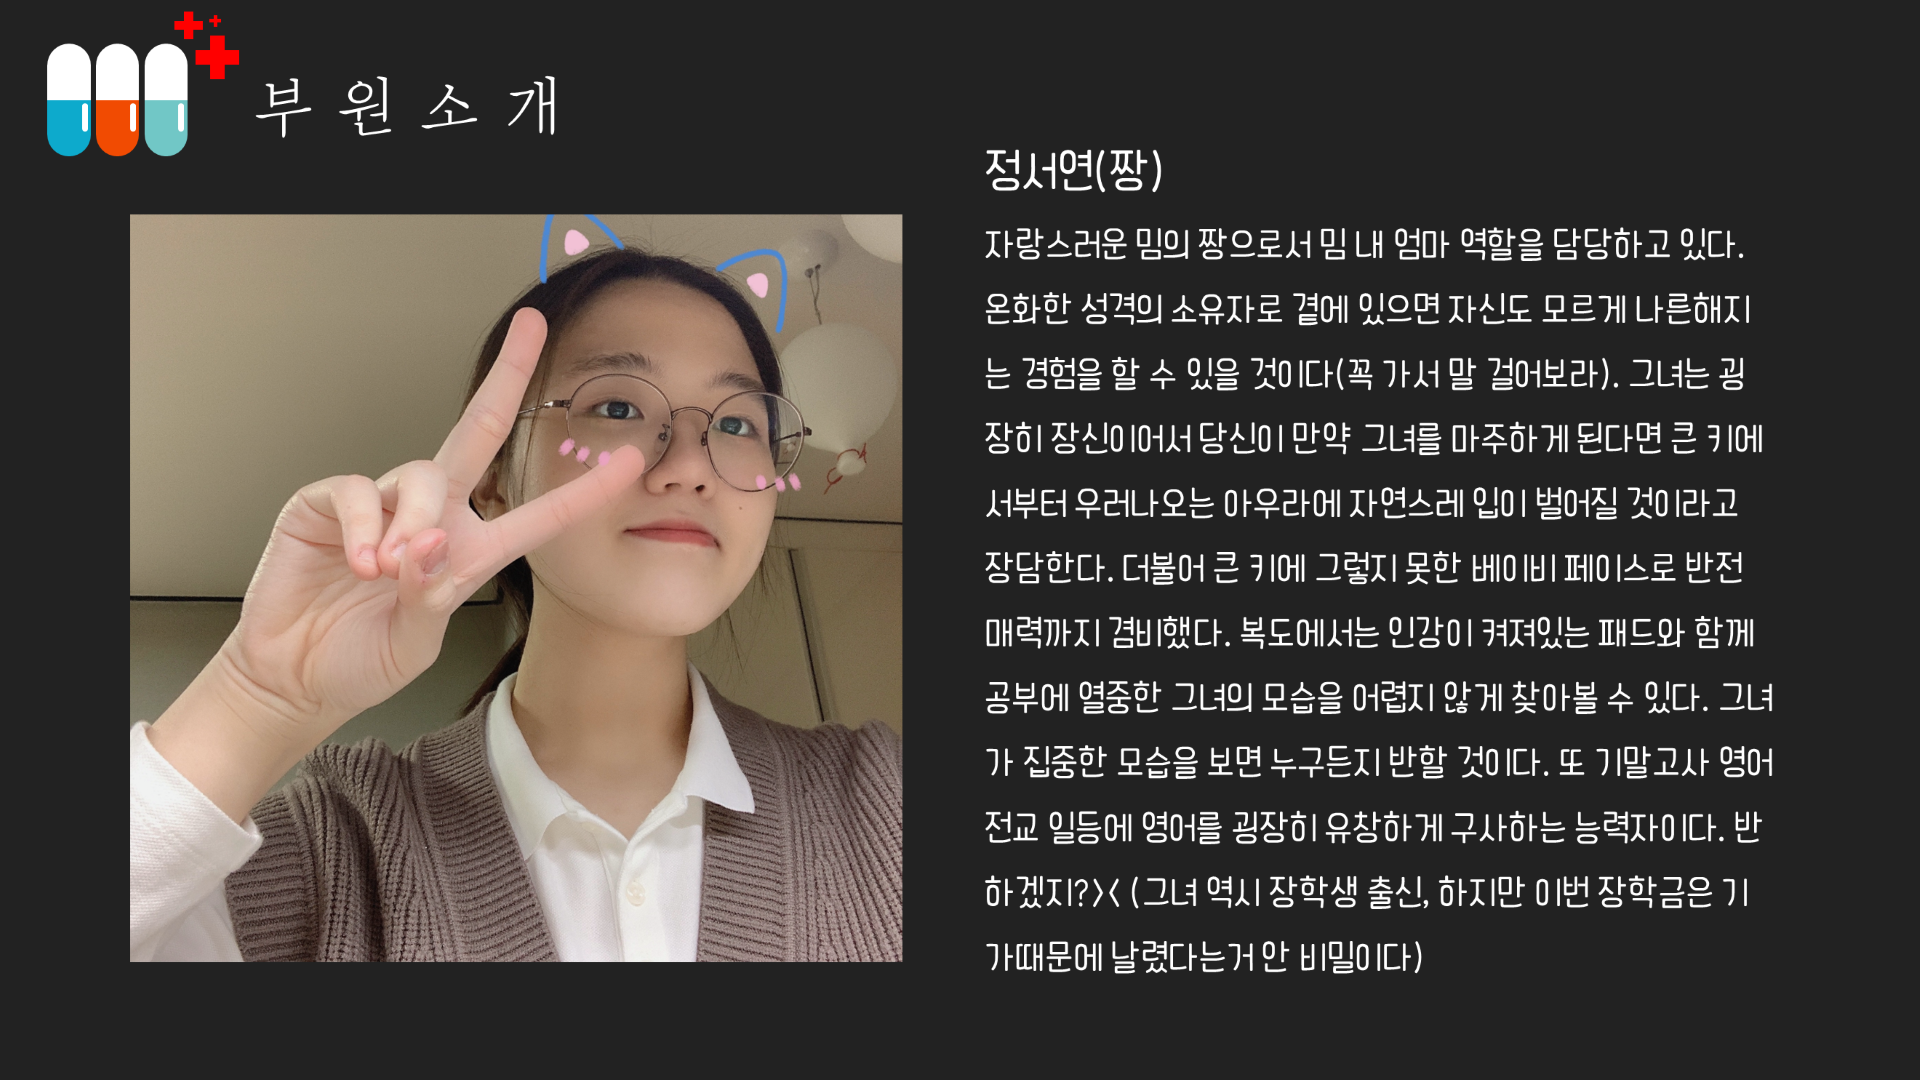 부원소개
정서연(짱)
자랑스러운 밈의 짱으로서 밈 내 엄마 역할을 담당하고 있다.
온화한 성격의 소유자로 곁에 있으면 자신도 모르게 나른해지
는 경험을 할 수 있을 것이다(꼭 가서 말 걸어보라). 그녀는 굉
장히 장신이어서 당신이 만약 그녀를 마주하게 된다면 큰 키에
서부터 우러나오는 아우라에 자연스레 입이 벌어질 것이라고
장담한다. 더불어 큰 키에 그렇지 못한 베이비 페이스로 반전
매력까지 겸비했다. 복도에서는 인강이 켜져있는 패드와 함께
공부에 열중한 그녀의 모습을 어렵지 않게 찾아볼 수 있다. 그녀
가 집중한 모습을 보면 누구든지 반할 것이다. 또 기말고사 영어
전교 일등에 영어를 굉장히 유창하게 구사하는 능력자이다. 반
하겠지?>< (그녀 역시 장학생 출신, 하지만 이번 장학금은 기
가때문에 날렸다는거 안 비밀이다)